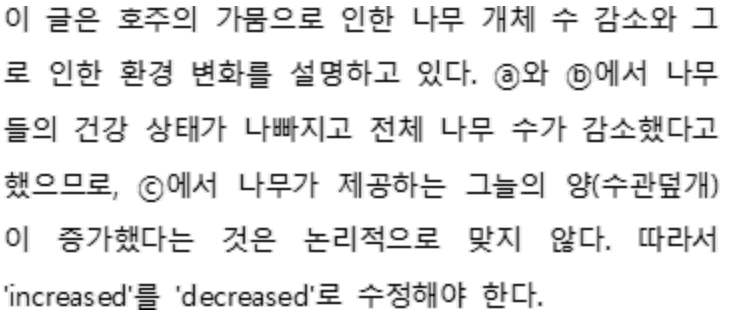 이 글은 호주의 가뭄으로 인한 나무 개체 수 감소와 그
로 인한 환경 변화를 설명하고 있다. ⓐ와 ⓑ에서 나무
들의 건강 상태가 나빠지고 전체 나무 수가 감소했다고
했으므로, ⓒ에서 나무가 제공하는 그늘의 양(수관덮개)
이 증가했다는 것은 논리적으로 맞지 않다. 따라서
'increased'를 'decreased'로 수정해야 한다.